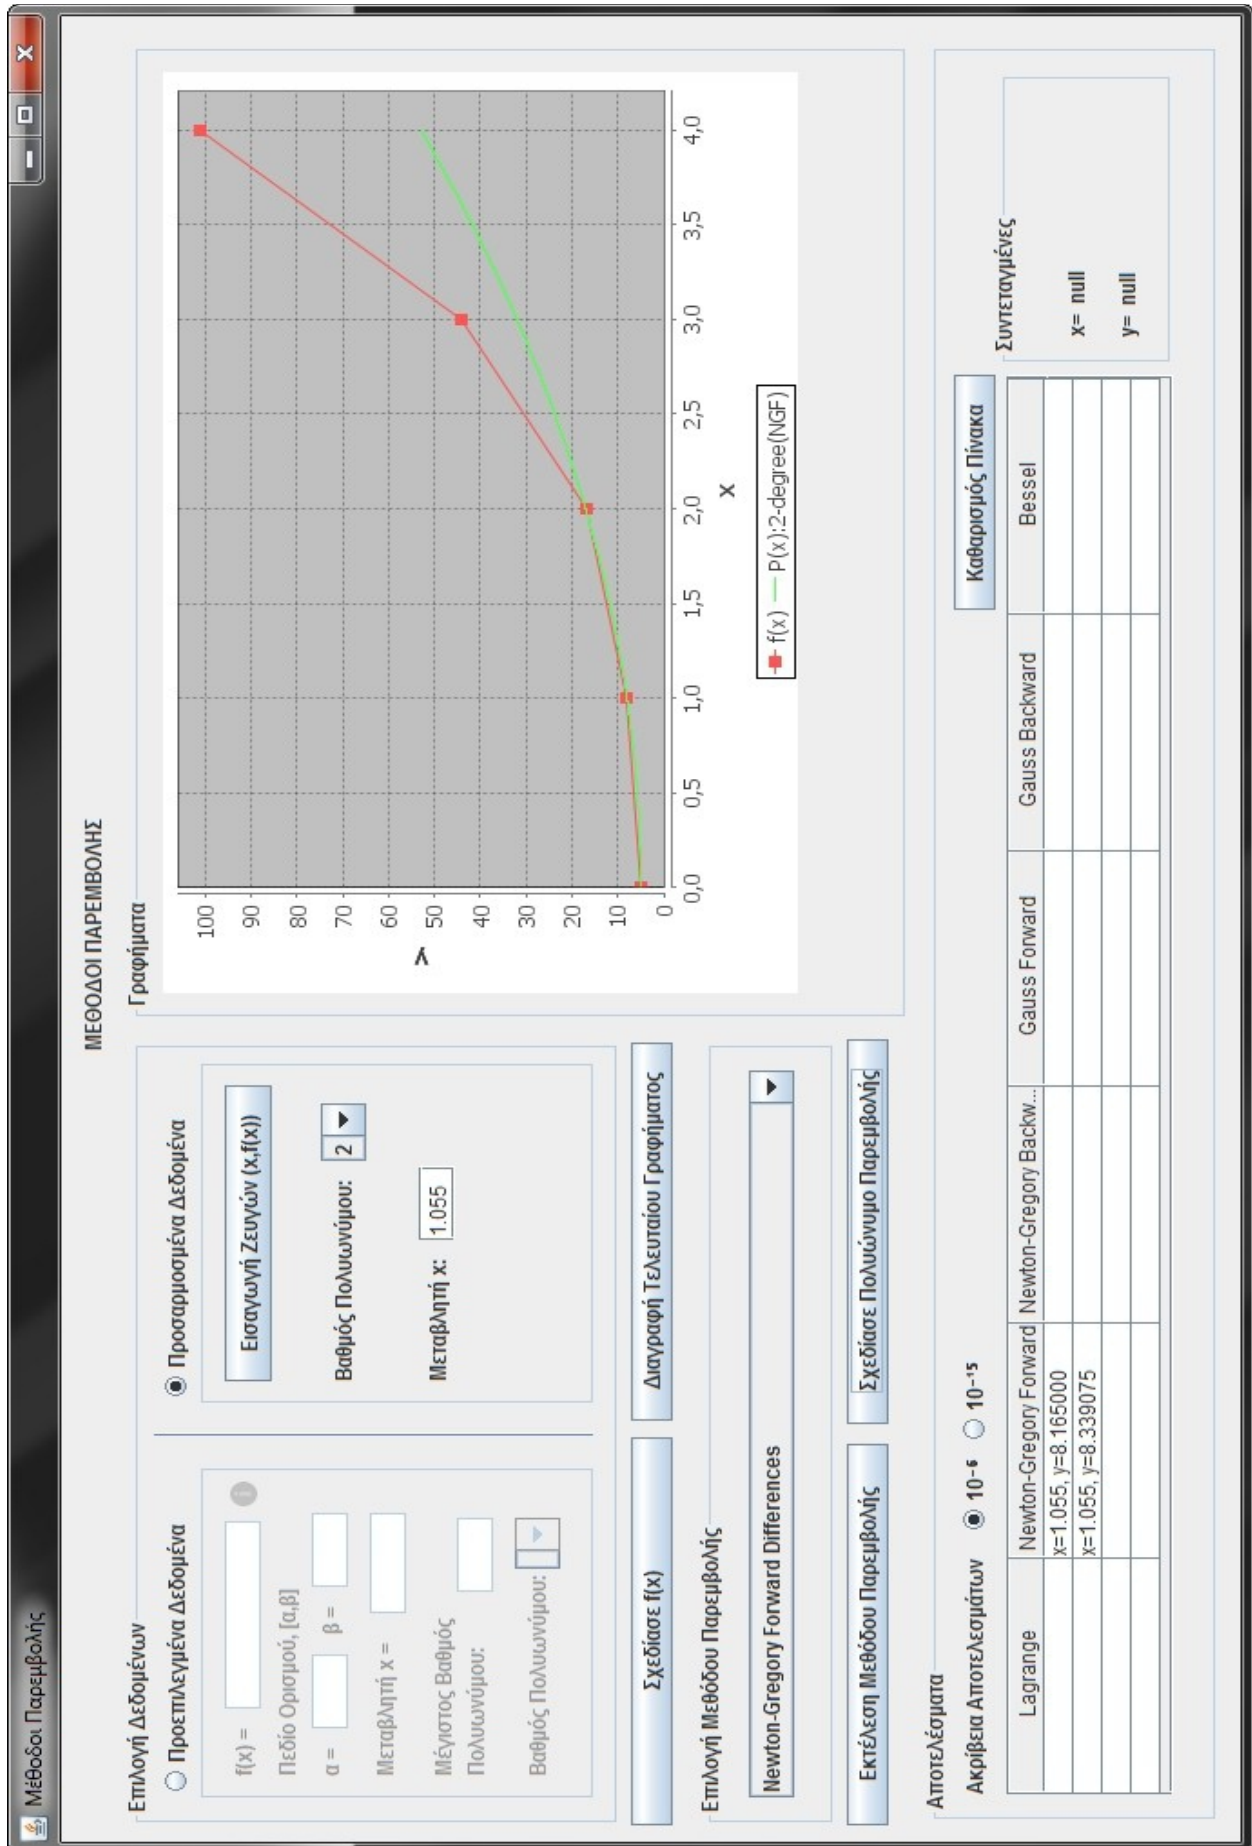 Μέθοδοι Παρεμβολής
ΜΕΘΟΔΟΙ ΠΑΡΕΜΒΟΛΗΣ
Επιλογή Δεδομένων
Προεπιλεγμένα Δεδομένα
f(x) =
Πεδίο Ορισμού, [α,β]
α =
β =
Μεταβλητή x =
Μέγιστος Βαθμός
Πολυωνύμου:
Βαθμός Πολυωνύμου:
Προσαρμοσμένα Δεδομένα
Εισαγωγή Ζευγών (x,f(x))
Βαθμός Πολυωνύμου: 2
Μεταβλητή x: 1.055
Σχεδίασε f(x)
Διαγραφή Τελευταίου Γραφήματος
Επιλογή Μεθόδου Παρεμβολής
Newton-Gregory Forward Differences
Εκτέλεση Μεθόδου Παρεμβολής
Σχεδίασε Πολυώνυμο Παρεμβολής
Γραφήματα
Y
100
90
80
70
60
50
40
30
20
10
0
0,0 0,5 1,0 1,5 2,0 2,5 3,0 3,5 4,0
X
f(x) P(x):2-degree(NGF)
Αποτελέσματα
Ακρίβεια Αποτελεσμάτων 10⁻⁶ 10⁻¹⁵
Καθαρισμός Πίνακα
Lagrange Newton-Gregory Forward Newton-Gregory Backw... Gauss Forward Gauss Backward Bessel
x=1.055, y=8.165000
x=1.055, y=8.339075
Συντεταγμένες
x= null
y= null